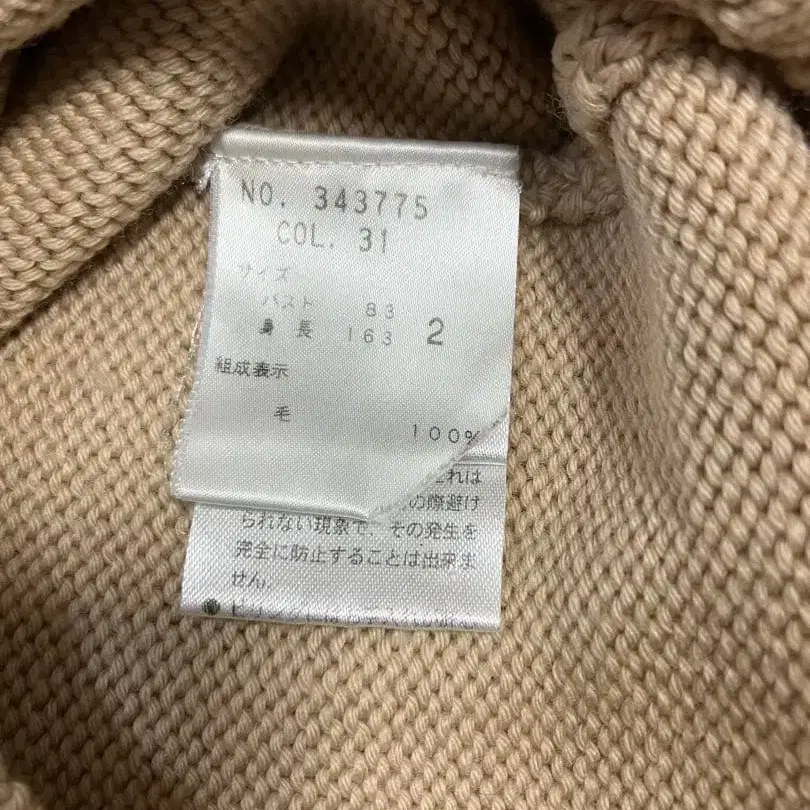 NO. 343775
COL. 31
サイズ
バスト 83
身長 163 2
組成表示
毛
100%
これは
の際避け
られない現象で、その発生を
完全に防止することは出来ま
せん。